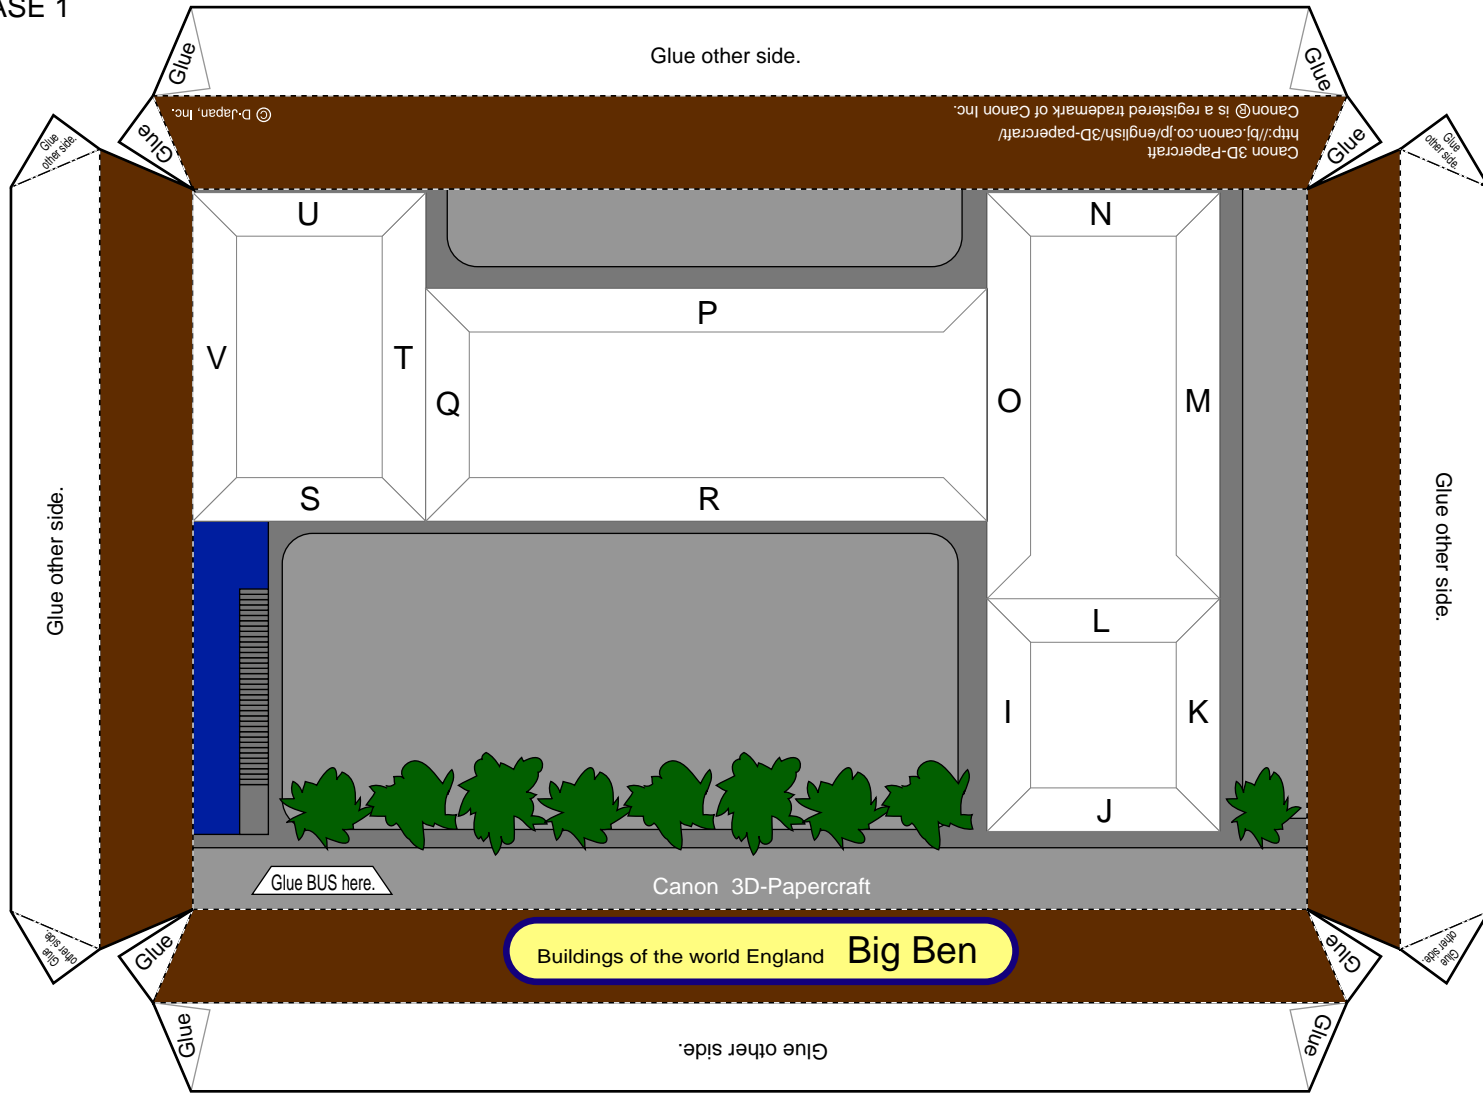 ASE 1
Glue other side.
Glue
Glue
© D-Japan, Inc.
Canon® is a registered trademark of Canon Inc.
http://bj.canon.co.jp/english/3D-papercraft/
Canon 3D-Papercraft
Glue
Glue
Glue other side.
Glue other side.
U
N
P
V
T
Q
O
M
S
R
Glue other side.
Glue other side.
L
I
K
J
Glue BUS here.
Canon 3D-Papercraft
Glue
Glue
Glue other side.
Glue other side.
Buildings of the world England Big Ben
Glue
Glue
Glue other side.